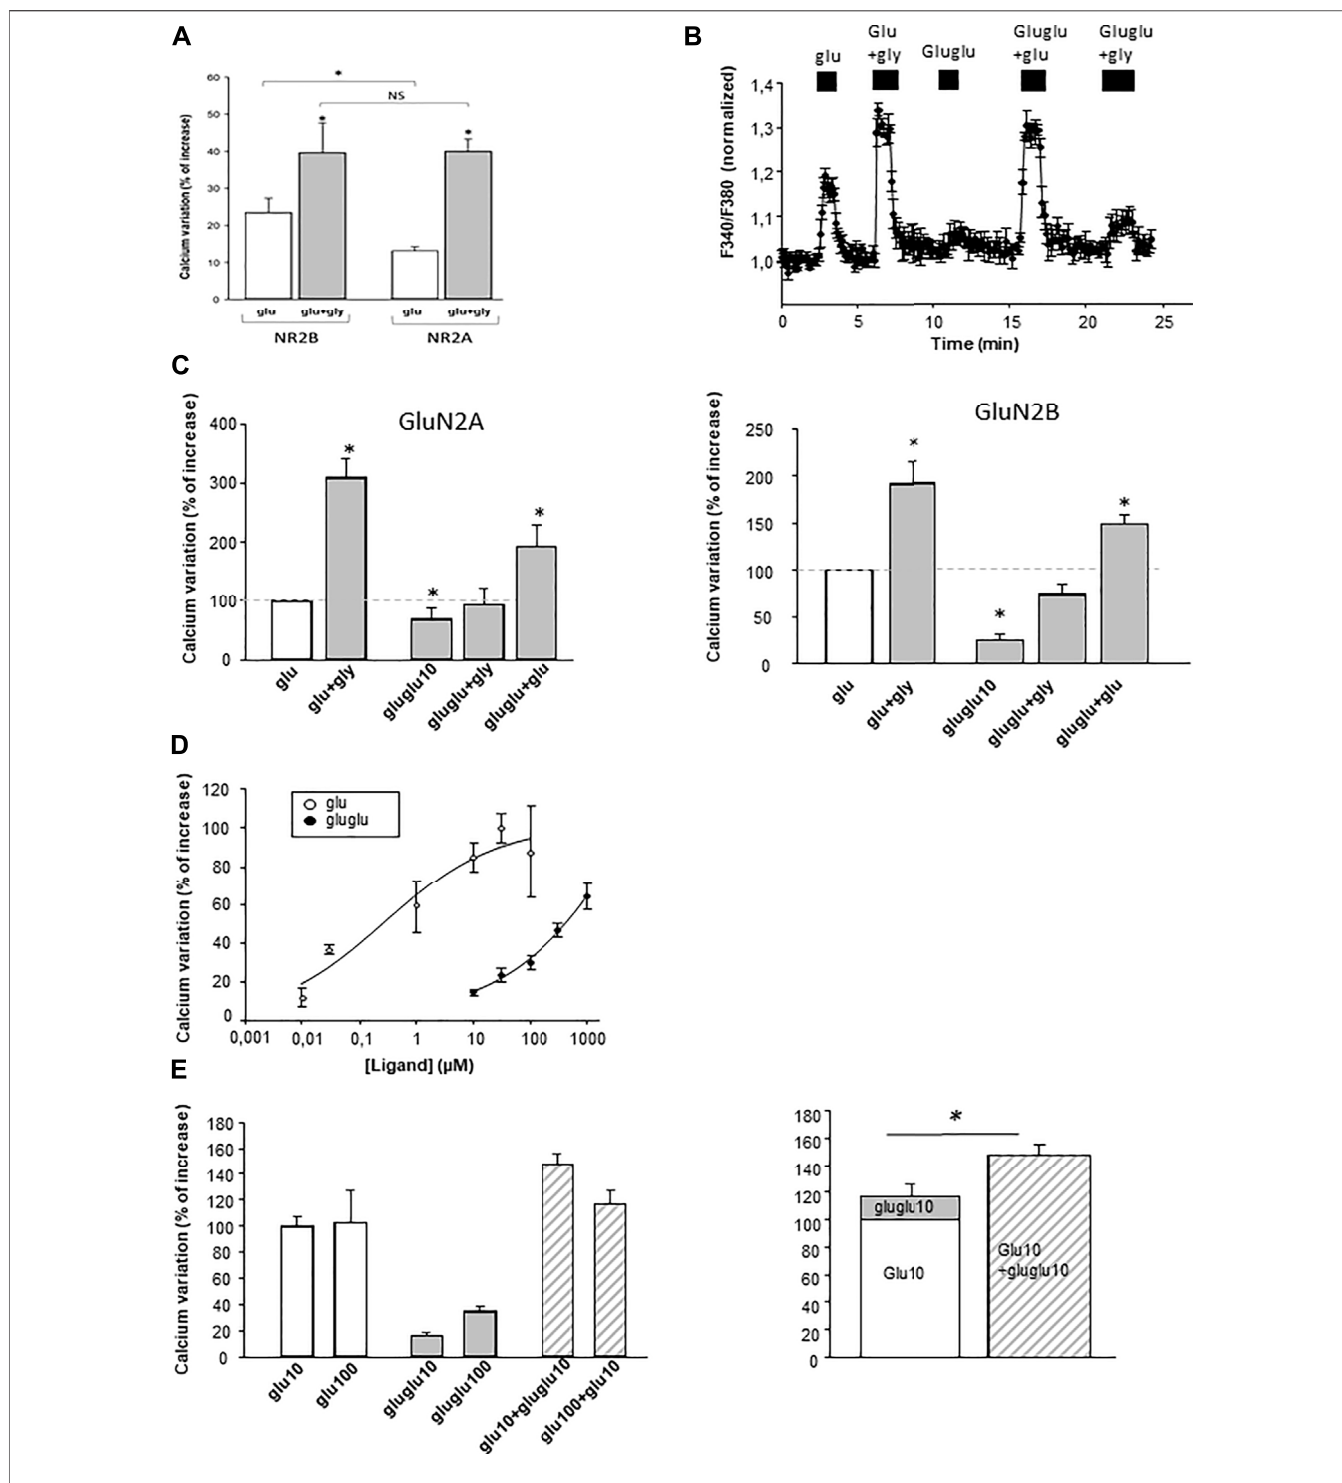 A
60
50
40
30
20
10
0
Calcium variation (% of increase)
*
NS
*
*
glu
glu+gly
glu
glu+gly
NR2B
NR2A
B
glu
Glu
+gly
Gluglu
Gluglu
+glu
Gluglu
+gly
F340/F380 (normalized)
1,4
1,3
1,2
1,1
1,0
0
5
10
15
20
25
Time (min)
C
GluN2A
Calcium variation (% of increase)
400
300
200
100
0
*
*
*
glu
glu+gly
gluglu10
gluglu+gly
gluglu+glu
GluN2B
Calcium variation (% of increase)
250
200
150
100
50
0
*
*
*
glu
glu+gly
gluglu10
gluglu+gly
gluglu+glu
D
Calcium variation (% of increase)
120
100
80
60
40
20
0
glu
gluglu
0,001
0,01
0,1
1
10
100
1000
[Ligand] (µM)
E
Calcium variation (% of increase)
180
160
140
120
100
80
60
40
20
0
glu10
glu100
gluglu10
gluglu100
glu10+gluglu10
glu100+glu10
180
160
140
120
100
80
60
40
20
0
*
gluglu10
Glu10
Glu10
+gluglu10